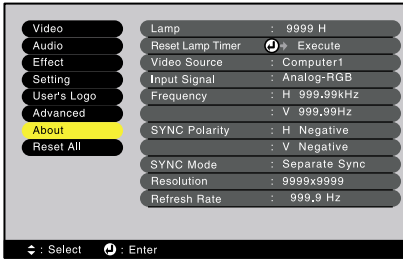 Video
Audio
Effect
Setting
User's Logo
Advanced
About
Reset All
Lamp : 9999 H
Reset Lamp Timer Execute
Video Source : Computer1
Input Signal : Analog-RGB
Frequency : H 999.99kHz
: V 999.99Hz
SYNC Polarity : H Negative
: V Negative
SYNC Mode : Separate Sync
Resolution : 9999x9999
Refresh Rate : 999.9 Hz
: Select : Enter